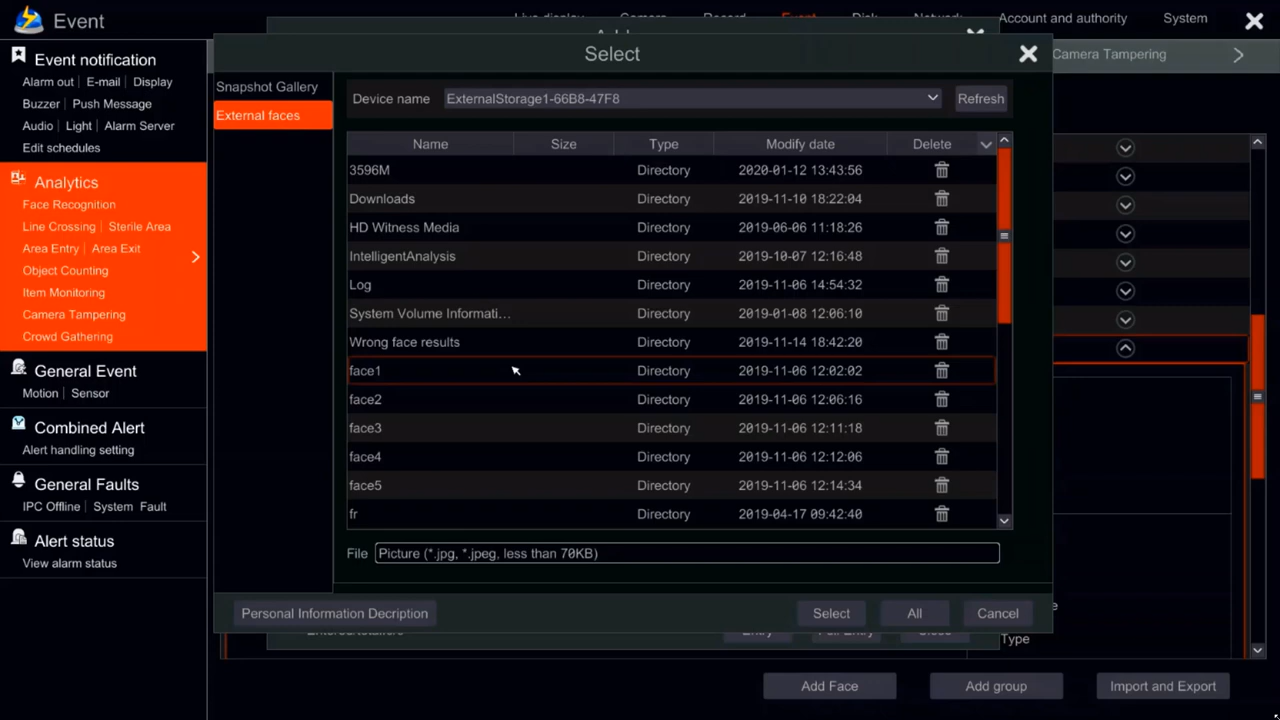 Event
Live display Camera Record Event Disk Network Account and authority System
Event notification
Alarm out E-mail Display
Buzzer Push Message
Audio Light Alarm Server
Edit schedules
Analytics
Face Recognition
Line Crossing Sterile Area
Area Entry Area Exit
Object Counting
Item Monitoring
Camera Tampering
Crowd Gathering
General Event
Motion Sensor
Combined Alert
Alert handling setting
General Faults
IPC Offline System Fault
Alert status
View alarm status
Camera Tampering
Select
Snapshot Gallery
External faces
Device name ExternalStorage1-66B8-47F8 Refresh
Name Size Type Modify date Delete
3596M Directory 2020-01-12 13:43:56
Downloads Directory 2019-11-10 18:22:04
HD Witness Media Directory 2019-06-06 11:18:26
IntelligentAnalysis Directory 2019-10-07 12:16:48
Log Directory 2019-11-06 14:54:32
System Volume Informati... Directory 2019-01-08 12:06:10
Wrong face results Directory 2019-11-14 18:42:20
face1 Directory 2019-11-06 12:02:02
face2 Directory 2019-11-06 12:06:16
face3 Directory 2019-11-06 12:11:18
face4 Directory 2019-11-06 12:12:06
face5 Directory 2019-11-06 12:14:34
fr Directory 2019-04-17 09:42:40
File Picture (*.jpg, *.jpeg, less than 70KB)
Personal Information Decription Select All Cancel
Type
Add Face Add group Import and Export